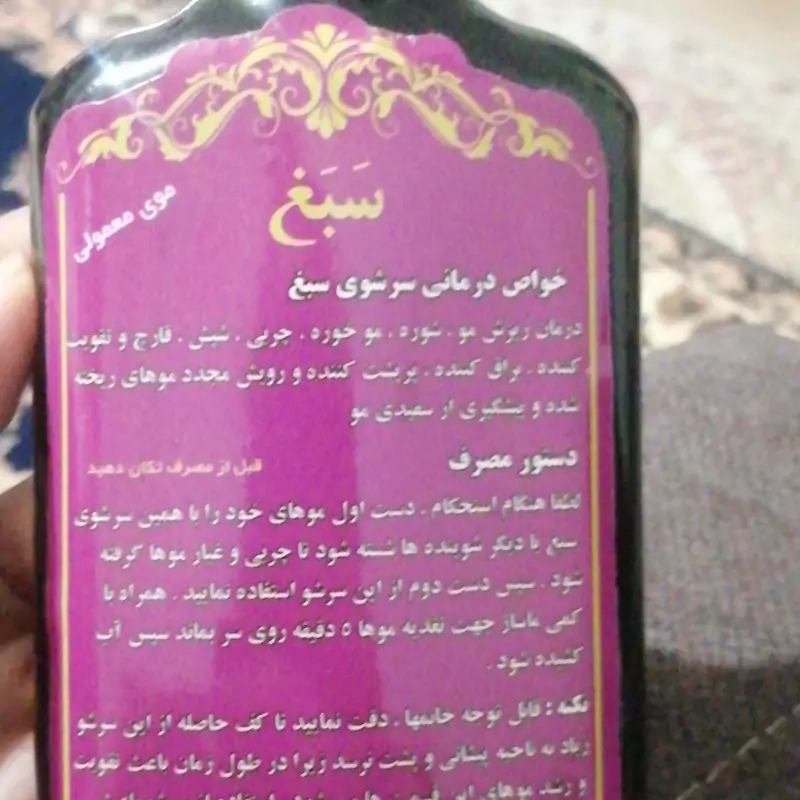 سَبَغ
موی معمولی
خواص درمانی سرشوی سبغ
درمان ریزش مو . شوره . مو خوره . چربی . شپش . قارچ و تقویت
کننده . براق کننده . پرپشت کننده و رویش مجدد موهای ریخته
شده و پیشگیری از سفیدی مو
دستور مصرف
قبل از مصرف تکان دهید
لطفا هنگام استحکام . دست اول موهای خود را با همین سرشوی
سبغ یا دیگر شوینده ها شسته شود تا چربی و غبار موها گرفته
شود . سپس دست دوم از این سرشو استفاده نمایید . همراه با
کمی ماساژ جهت تغذیه موها ۵ دقیقه روی سر بماند سپس آب
کشیده شود .
نکته : قابل توجه خانمها . دقت نمایید تا کف حاصله از این سرشو
زیاد به ناحیه پیشانی و پشت نرسد زیرا در طول زمان باعث تقویت
و رشد موهای این